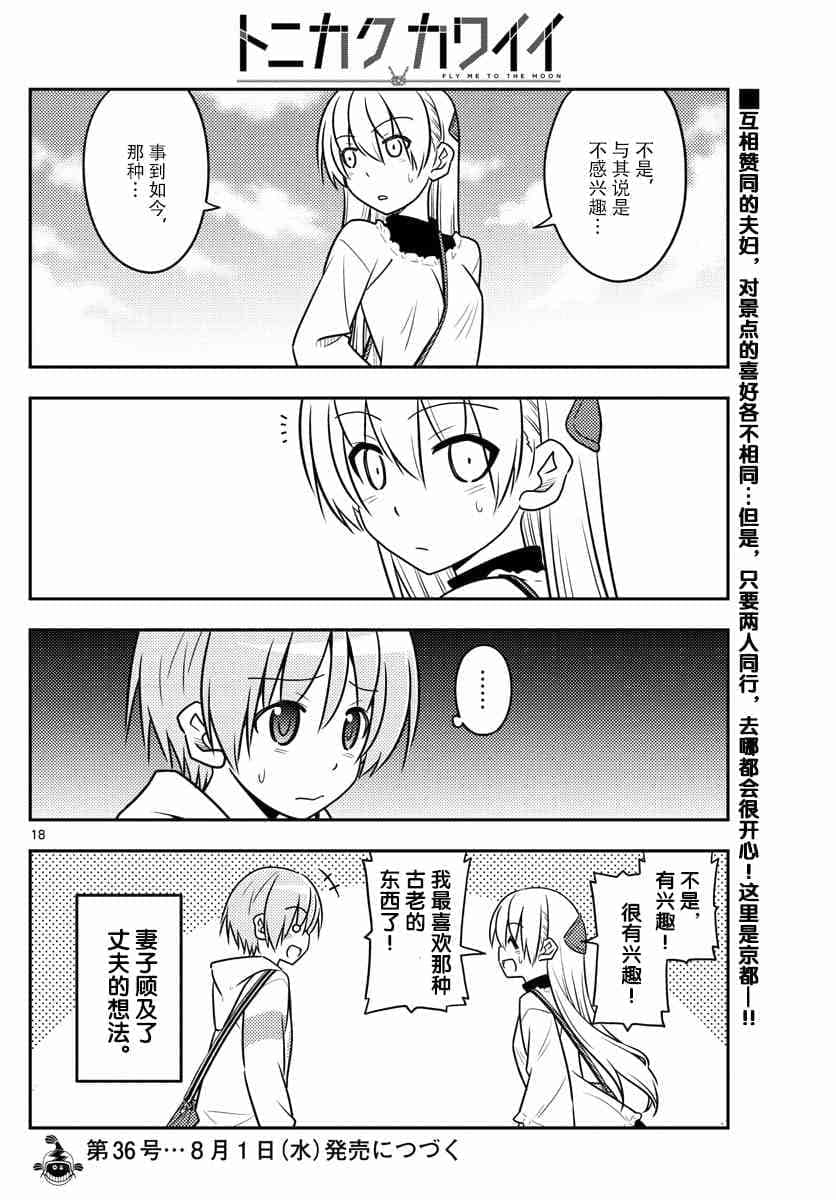 トニカクカワイイ
FLY ME TO THE MOON
不是，
与其说是
不感兴趣…
事到如今，
那种…
……
不是，
有兴趣！
很有兴趣！
我最喜欢那种
古老的
东西了！
妻子顾及了
丈夫的想法。
■互相赞同的夫妇，对景点的喜好各不相同…但是，只要两人同行，去哪都会很开心！这里是京都—!!
18
第36号…8月1日(水)発売につづく